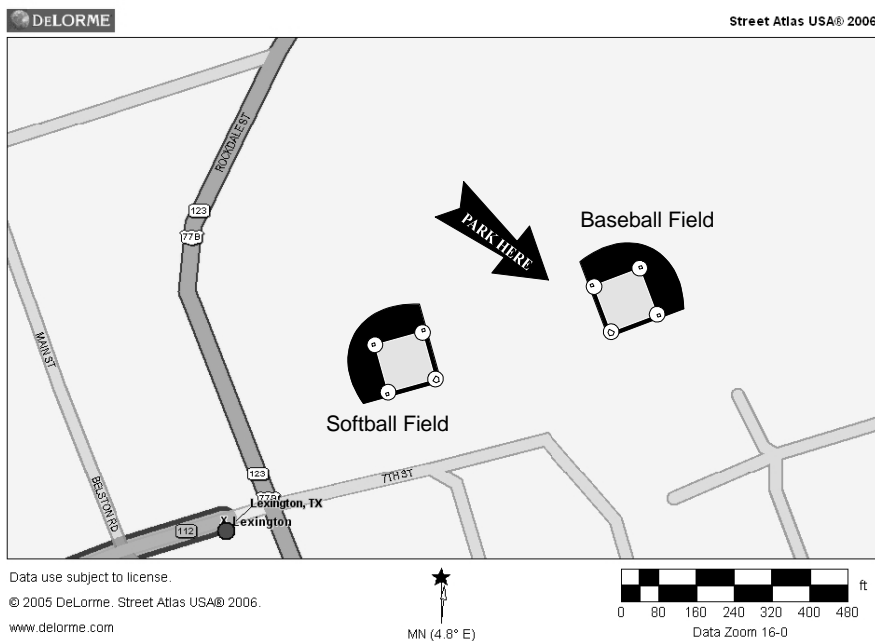 DELORME
Street Atlas USA® 2006
ROCKDALE ST
123
77B
PARK HERE
Baseball Field
MAIN ST
Softball Field
123
7TH ST
77B
BELSTON RD
Lexington, TX
Lexington
112
Data use subject to license.
© 2005 DeLorme. Street Atlas USA® 2006.
www.delorme.com
MN (4.8° E)
ft
0 80 160 240 320 400 480
Data Zoom 16-0